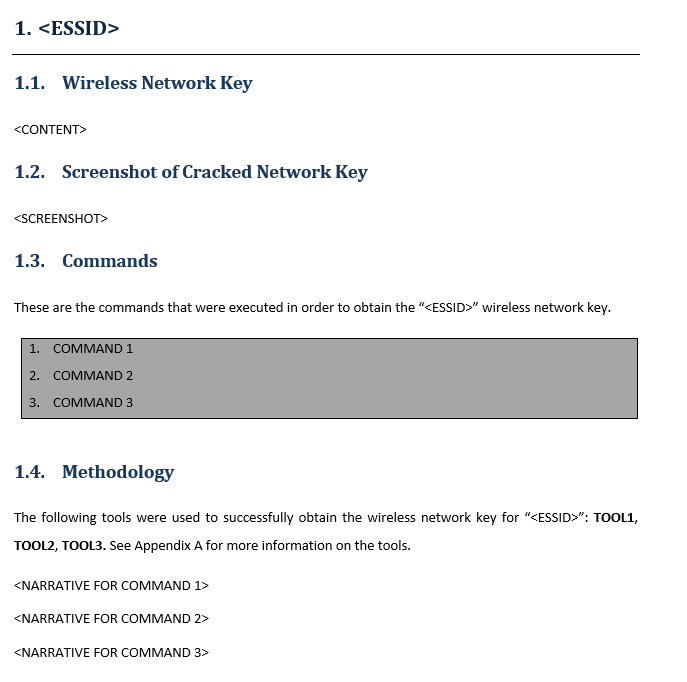 1. <ESSID>
1.1. Wireless Network Key
<CONTENT>
1.2. Screenshot of Cracked Network Key
<SCREENSHOT>
1.3. Commands
These are the commands that were executed in order to obtain the “<ESSID>” wireless network key.
1. COMMAND 1
2. COMMAND 2
3. COMMAND 3
1.4. Methodology
The following tools were used to successfully obtain the wireless network key for “<ESSID>”: TOOL1,
TOOL2, TOOL3. See Appendix A for more information on the tools.
<NARRATIVE FOR COMMAND 1>
<NARRATIVE FOR COMMAND 2>
<NARRATIVE FOR COMMAND 3>